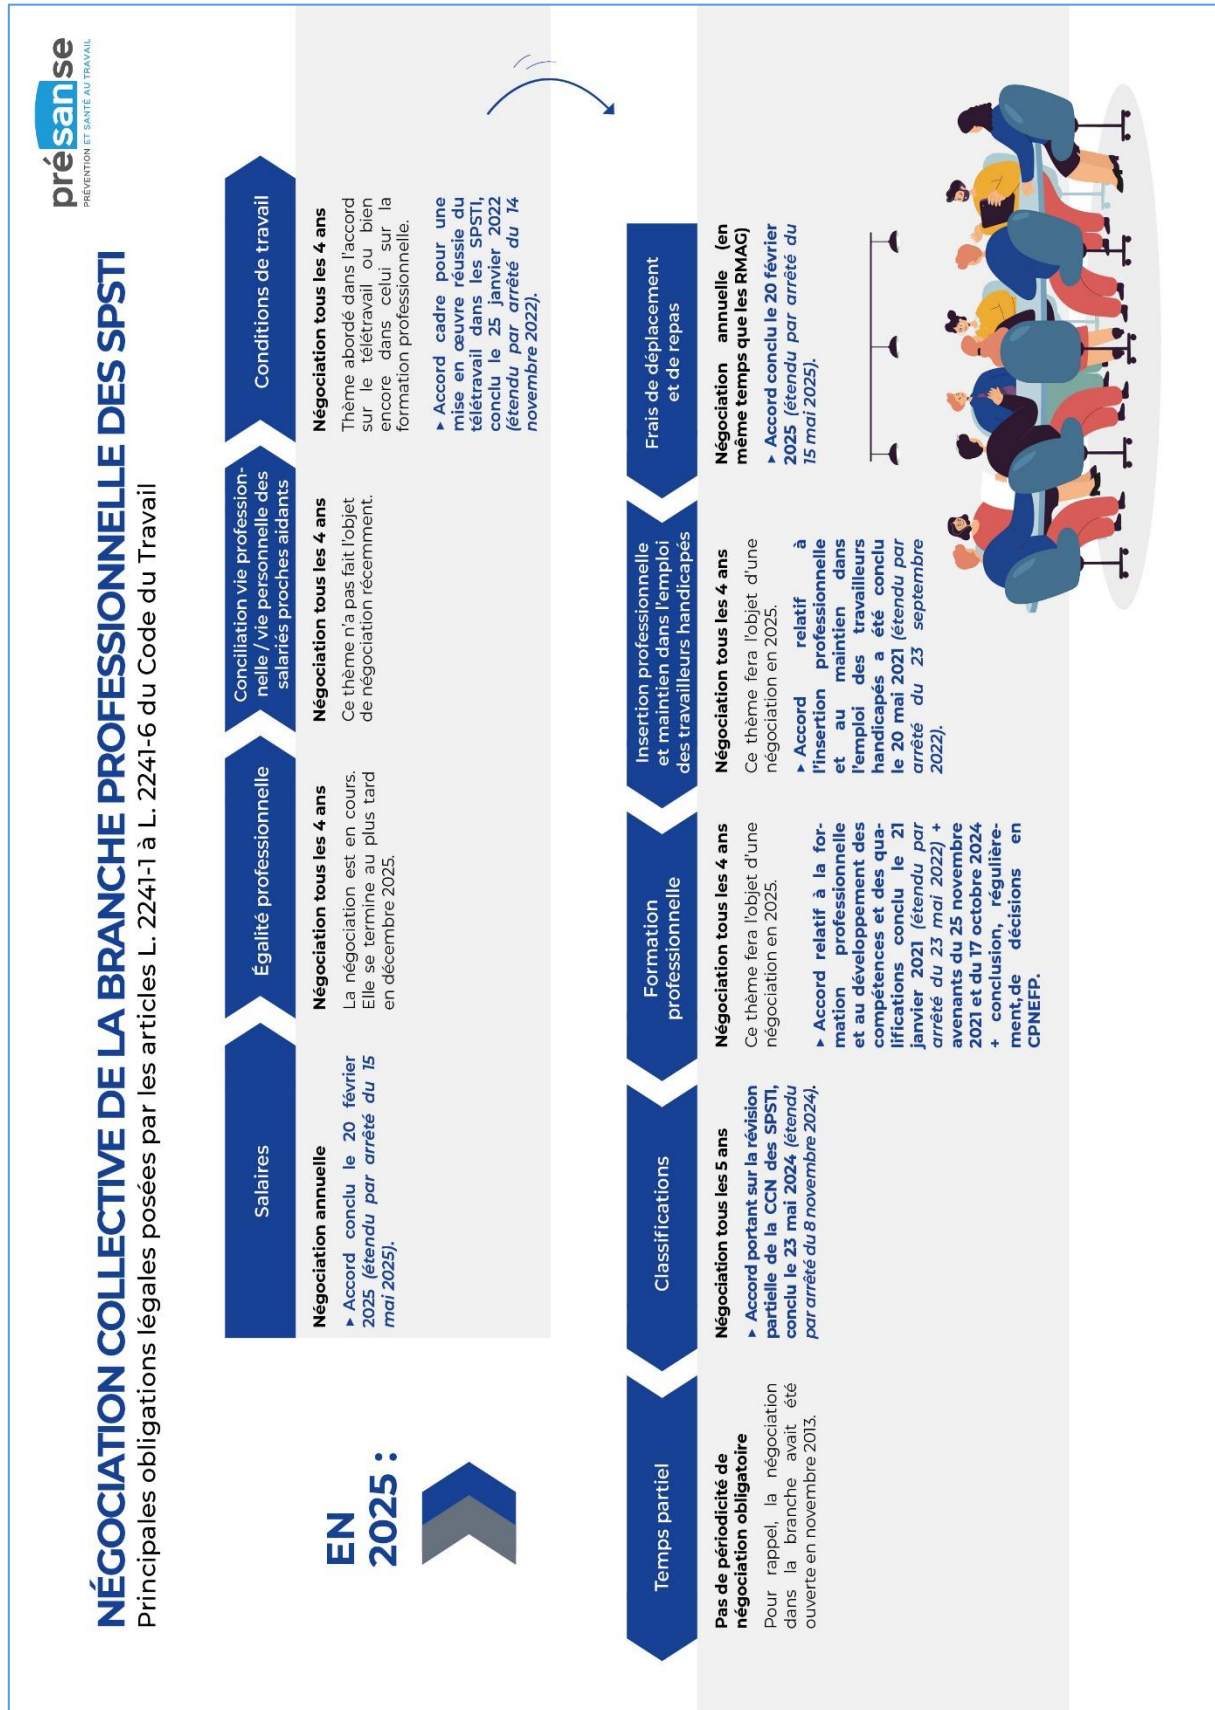 présanse
PRÉVENTION ET SANTÉ AU TRAVAIL
NÉGOCIATION COLLECTIVE DE LA BRANCHE PROFESSIONNELLE DES SPSTI
Principales obligations légales posées par les articles L. 2241-1 à L. 2241-6 du Code du Travail
EN
2025 :
Salaires
Négociation annuelle
▸ Accord conclu le 20 février
2025 (étendu par arrêté du 15
mai 2025).
Égalité professionnelle
Négociation tous les 4 ans
La négociation est en cours.
Elle se termine au plus tard
en décembre 2025.
Conciliation vie profession-
nelle / vie personnelle des
salariés proches aidants
Négociation tous les 4 ans
Ce thème n'a pas fait l'objet
de négociation récemment.
Conditions de travail
Négociation tous les 4 ans
Thème abordé dans l'accord
sur le télétravail ou bien
encore dans celui sur la
formation professionnelle.
▸ Accord cadre pour une
mise en œuvre réussie du
télétravail dans les SPSTI,
conclu le 25 janvier 2022
(étendu par arrêté du 14
novembre 2022).
Temps partiel
Pas de périodicité de
négociation obligatoire
Pour rappel, la négociation
dans la branche avait été
ouverte en novembre 2013.
Classifications
Négociation tous les 5 ans
▸ Accord portant sur la révision
partielle de la CCN des SPSTI,
conclu le 23 mai 2024 (étendu
par arrêté du 8 novembre 2024).
Formation
professionnelle
Négociation tous les 4 ans
Ce thème fera l'objet d'une
négociation en 2025.
▸ Accord relatif à la for-
mation professionnelle
et au développement des
compétences et des qua-
lifications conclu le 21
janvier 2021 (étendu par
arrêté du 23 mai 2022) +
avenants du 25 novembre
2021 et du 17 octobre 2024
+ conclusion, régulière-
ment,de décisions en
CPNEFP.
Insertion professionnelle
et maintien dans l'emploi
des travailleurs handicapés
Négociation tous les 4 ans
Ce thème fera l'objet d'une
négociation en 2025.
▸ Accord relatif à
l'insertion professionnelle
et au maintien dans
l'emploi des travailleurs
handicapés a été conclu
le 20 mai 2021 (étendu par
arrêté du 23 septembre
2022).
Frais de déplacement
et de repas
Négociation annuelle (en
même temps que les RMAG)
▸ Accord conclu le 20 février
2025 (étendu par arrêté du
15 mai 2025).